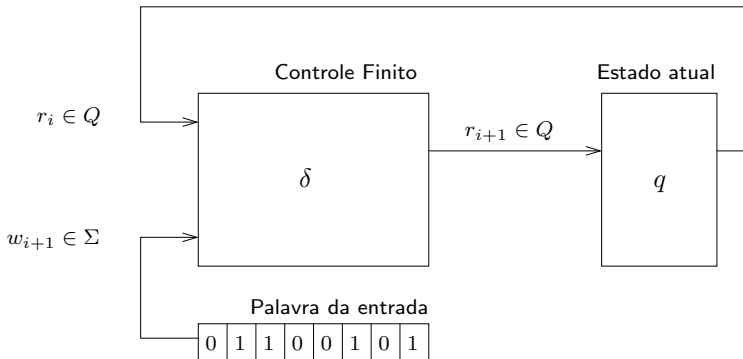 Controle Finito
Estado atual
r_i ∈ Q
r_{i+1} ∈ Q
δ
q
w_{i+1} ∈ Σ
Palavra da entrada
0 1 1 0 0 1 0 1